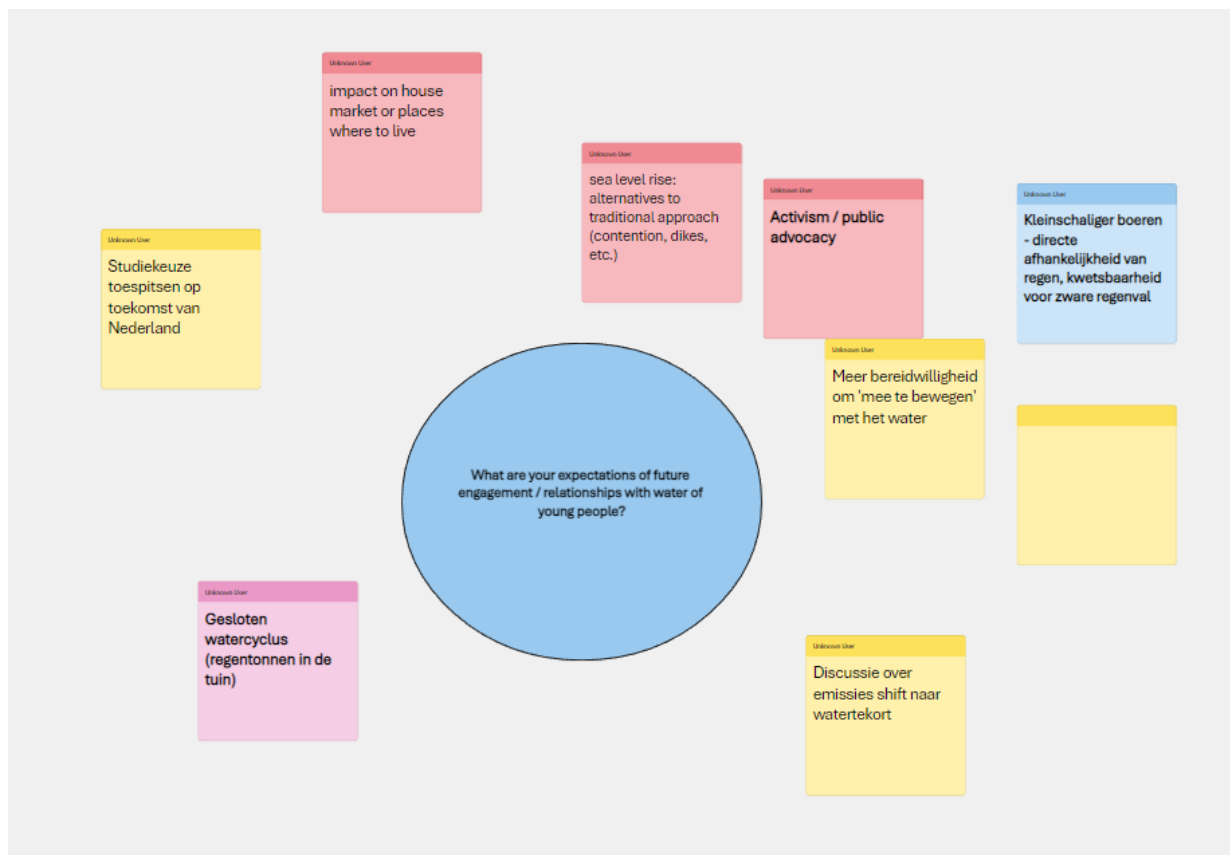 Unknown User
impact on house
market or places
where to live
Unknown User
sea level rise:
alternatives to
traditional approach
(contention, dikes,
etc.)
Unknown User
Activism / public
advocacy
Unknown User
Kleinschaliger boeren
- directe
afhankelijkheid van
regen, kwetsbaarheid
voor zware regenval
Unknown User
Studiekeuze
toespitsen op
toekomst van
Nederland
Unknown User
Meer bereidwilligheid
om 'mee te bewegen'
met het water
What are your expectations of future
engagement / relationships with water of
young people?
Unknown User
Gesloten
watercyclus
(regentonnen in de
tuin)
Unknown User
Discussie over
emissies shift naar
watertekort